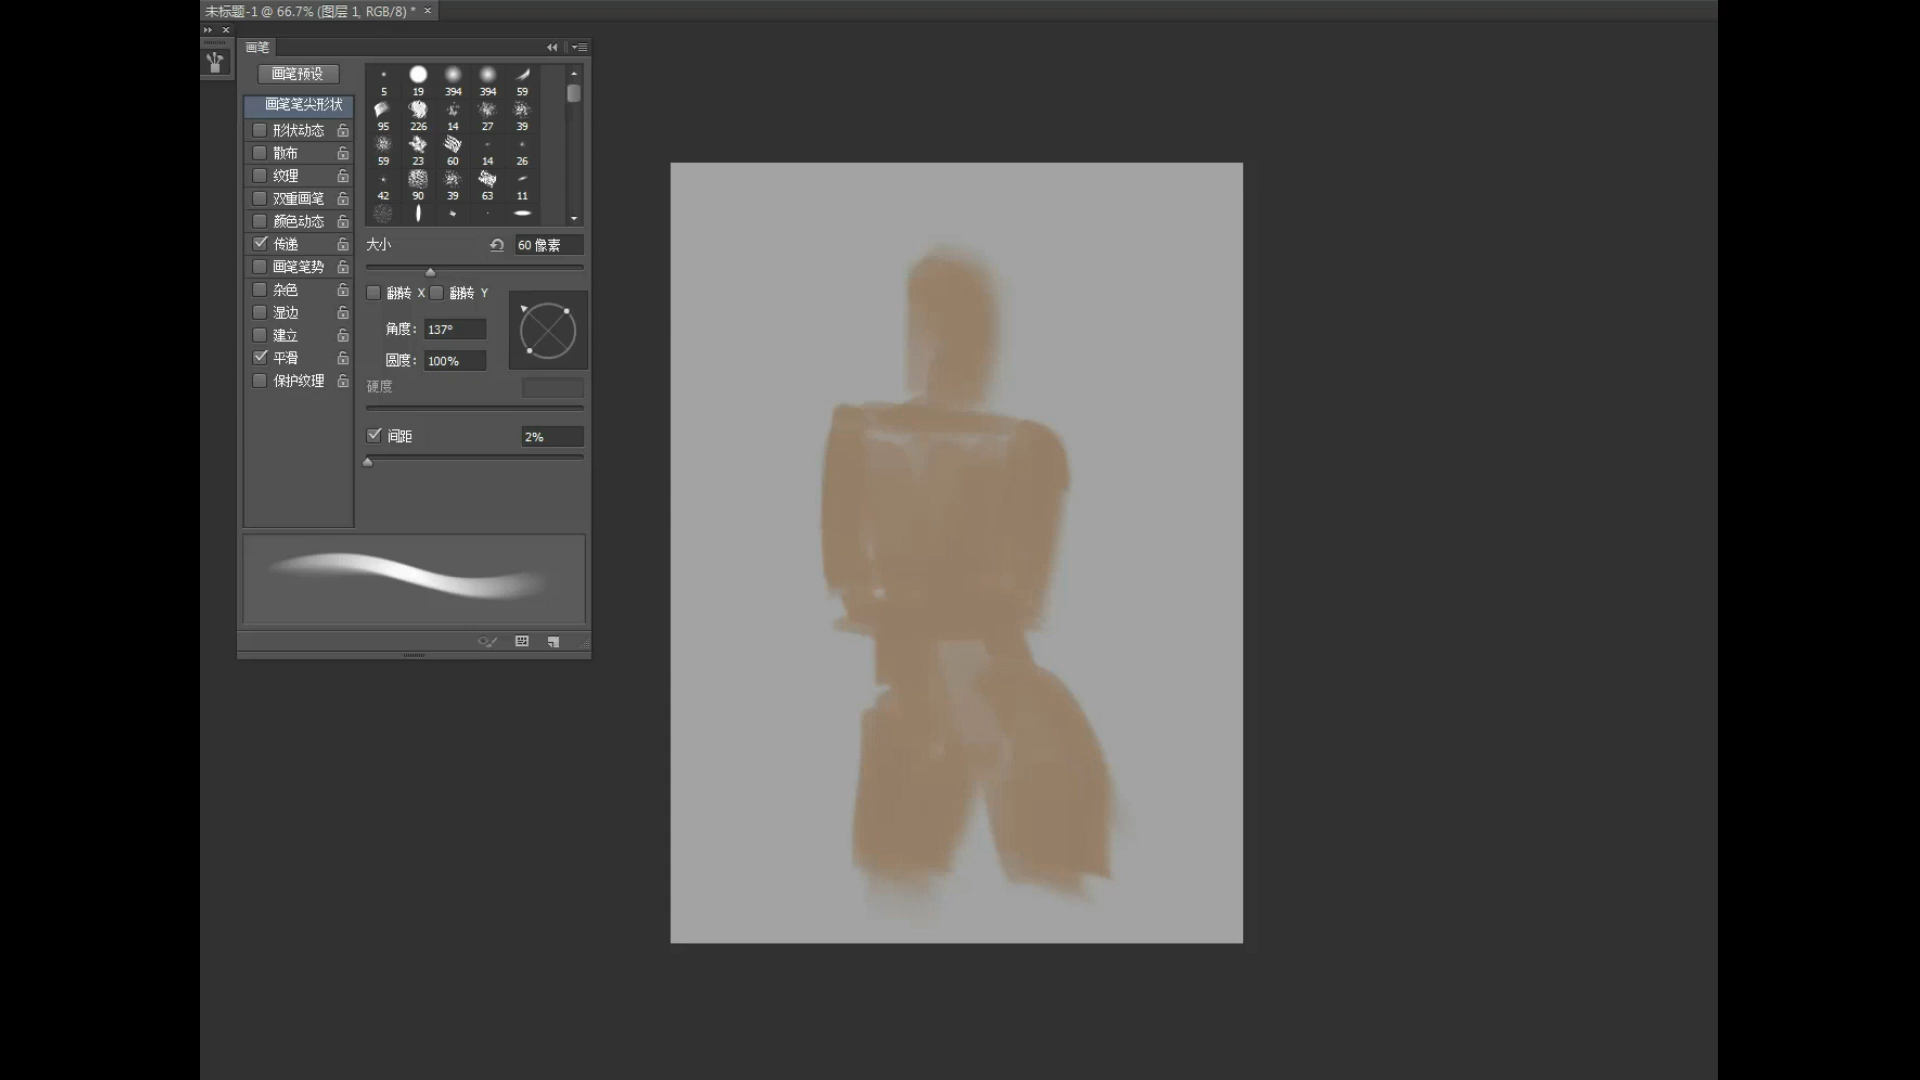 未标题-1 @ 66.7% (图层 1, RGB/8) * ×
画笔
画笔预设
画笔笔尖形状
形状动态
散布
纹理
双重画笔
颜色动态
传递
画笔笔势
杂色
湿边
建立
平滑
保护纹理
5 19 394 394 59
95 226 14 27 39
59 23 60 14 26
42 90 39 63 11
大小 60 像素
翻转 X 翻转 Y
角度: 137°
圆度: 100%
硬度
间距 2%